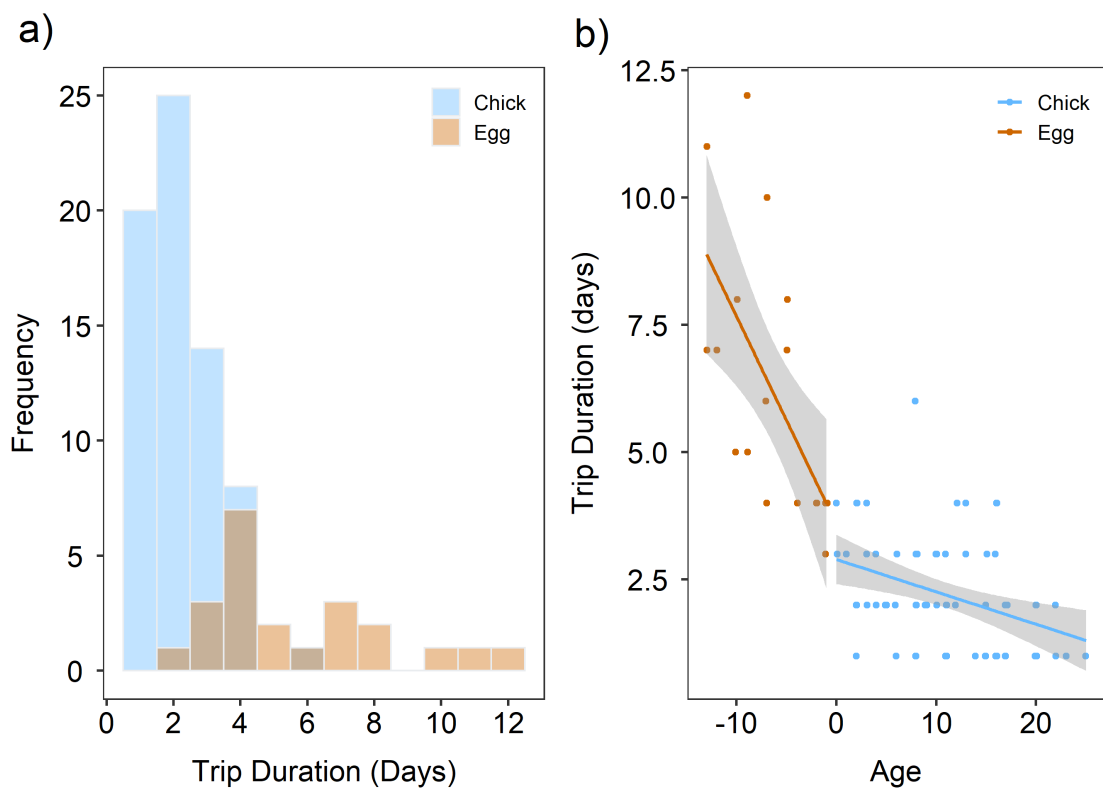 a)
Frequency
25
20
15
10
5
0
Chick
Egg
0 2 4 6 8 10 12
Trip Duration (Days)
b)
Trip Duration (days)
12.5
10.0
7.5
5.0
2.5
Chick
Egg
-10 0 10 20
Age